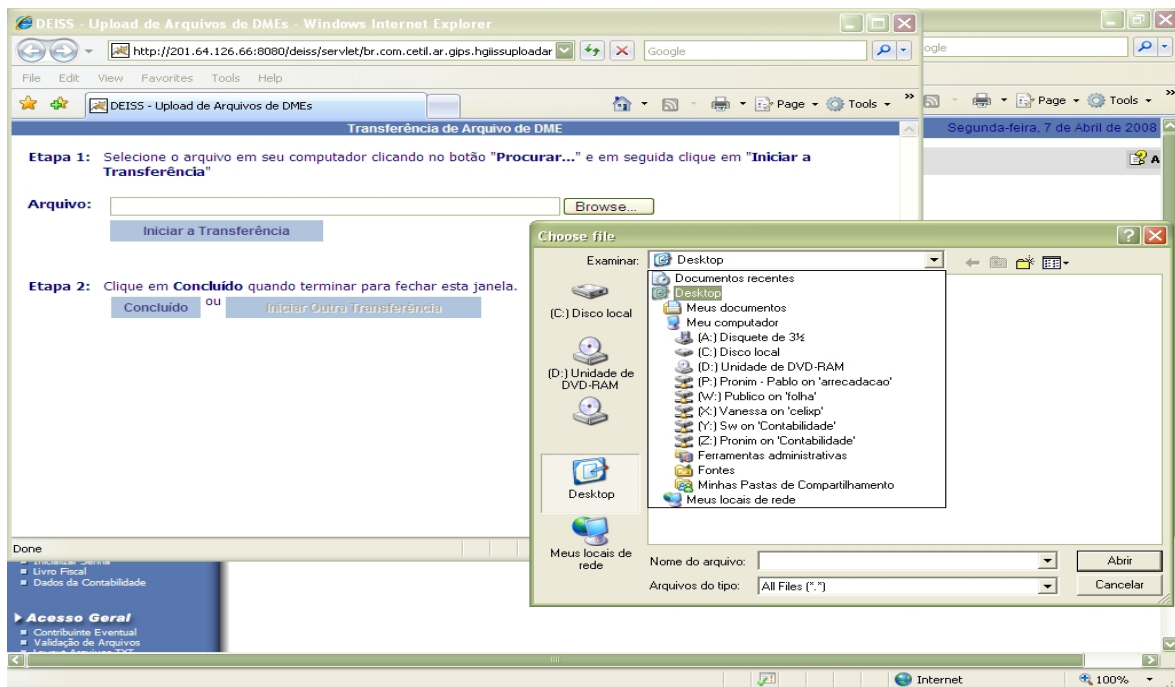 DEISS - Upload de Arquivos de DMEs - Windows Internet Explorer
http://201.64.126.66:8080/deiss/servlet/br.com.cetil.ar.gips.hgiissuploadar
Google
ogle
File Edit View Favorites Tools Help
DEISS - Upload de Arquivos de DMEs
Page Tools
Page Tools
Transferência de Arquivo de DME
Segunda-feira, 7 de Abril de 2008
Etapa 1: Selecione o arquivo em seu computador clicando no botão "Procurar..." e em seguida clique em "Iniciar a
Transferência"
A
Arquivo:
Browse...
Iniciar a Transferência
Etapa 2: Clique em Concluído quando terminar para fechar esta janela.
Concluído ou Iniciar Outra Transferência
Choose file
Examinar: Desktop
Documentos recentes
Desktop
Meus documentos
Meu computador
(A:) Disquete de 3½
(C:) Disco local
(D:) Unidade de DVD-RAM
(P:) Pronim - Pablo on 'arrecadacao'
(W:) Publico on 'folha'
(X:) Vanessa on 'celixp'
(Y:) Sw on 'Contabilidade'
(Z:) Pronim on 'Contabilidade'
Ferramentas administrativas
Fontes
Minhas Pastas de Compartilhamento
Meus locais de rede
(C:) Disco local
(D:) Unidade de
DVD-RAM
Desktop
Meus locais de
rede
Nome do arquivo:
Abrir
Arquivos do tipo: All Files (*.*)
Cancelar
Done
Inicializar Senha
Livro Fiscal
Dados da Contabilidade
Acesso Geral
Contribuinte Eventual
Validação de Arquivos
Internet
100%